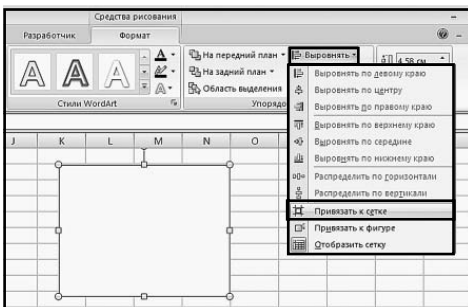 Средства рисования
Разработчик Формат
На передний план Выровнять 4,58 см
На задний план
Область выделения
Стили WordArt Упорядо
Выровнять по левому краю
Выровнять по центру
Выровнять по правому краю
Выровнять по верхнему краю
Выровнять по середине
Выровнять по нижнему краю
Распределить по горизонтали
Распределить по вертикали
Привязать к сетке
Привязать к фигуре
Отобразить сетку
J K L M N O